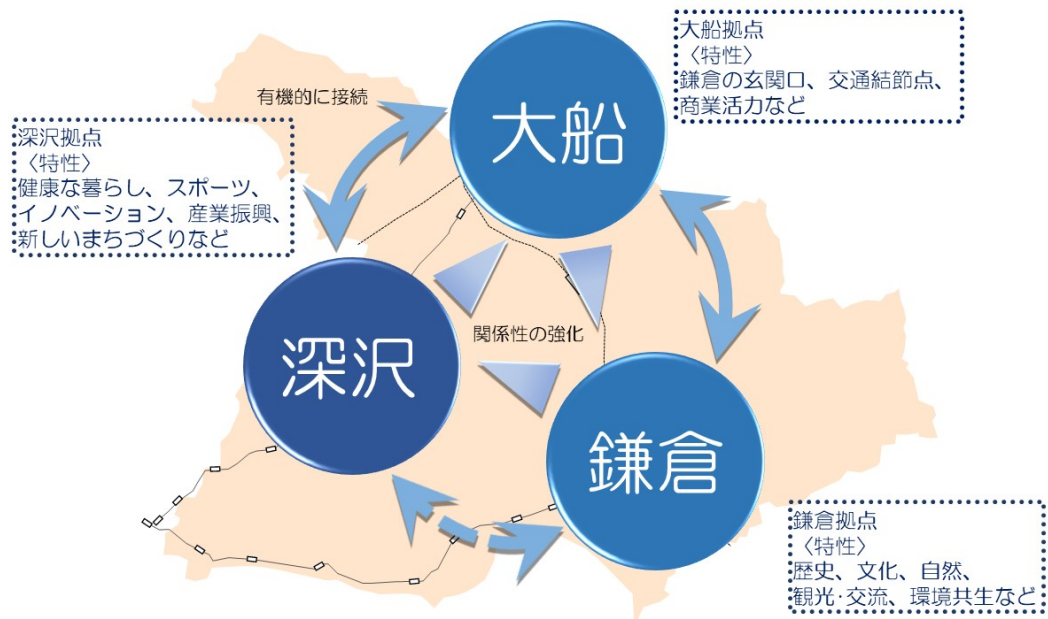 大船拠点
〈特性〉
鎌倉の玄関口、交通結節点、
商業活力など
有機的に接続
大船
深沢拠点
〈特性〉
健康な暮らし、スポーツ、
イノベーション、産業振興、
新しいまちづくりなど
関係性の強化
深沢
鎌倉
鎌倉拠点
〈特性〉
歴史、文化、自然、
観光・交流、環境共生など